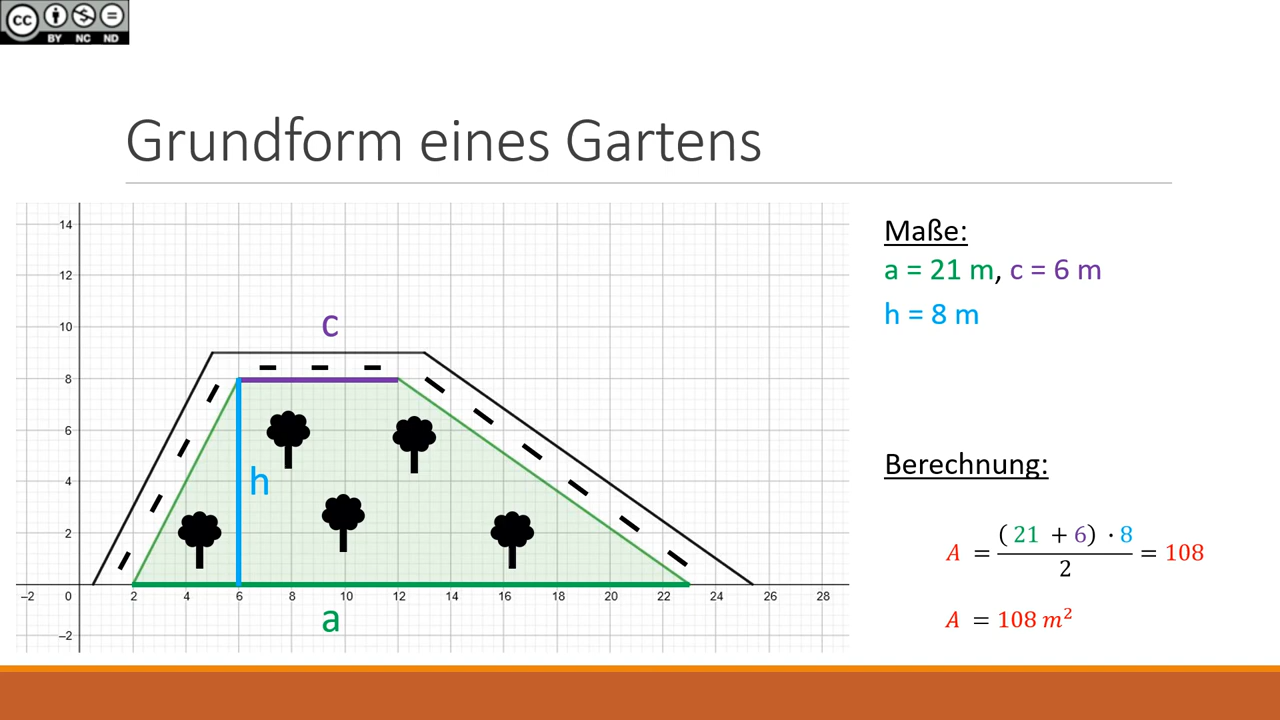 cc
BY NC ND
Grundform eines Gartens
14
12
10
8
6
4
2
−2 0 2 4 6 8 10 12 14 16 18 20 22 24 26 28
−2
c
h
a
Maße:
a = 21 m, c = 6 m
h = 8 m
Berechnung:
A = ( 21 + 6) · 8 / 2 = 108
A = 108 m²